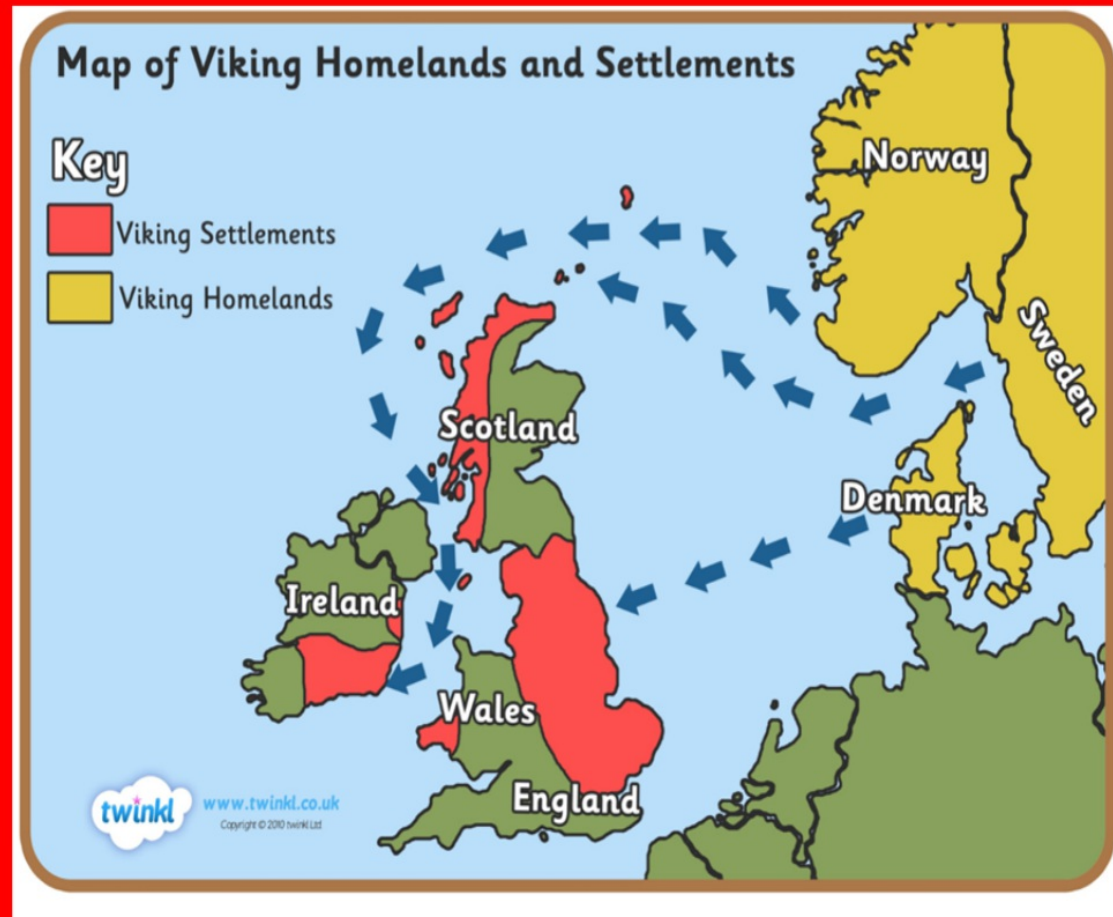 Map of Viking Homelands and Settlements
Key
Viking Settlements
Viking Homelands
Norway
Sweden
Scotland
Denmark
Ireland
Wales
England
twinkl
www.twinkl.co.uk
Copyright © 2010 twinkl Ltd